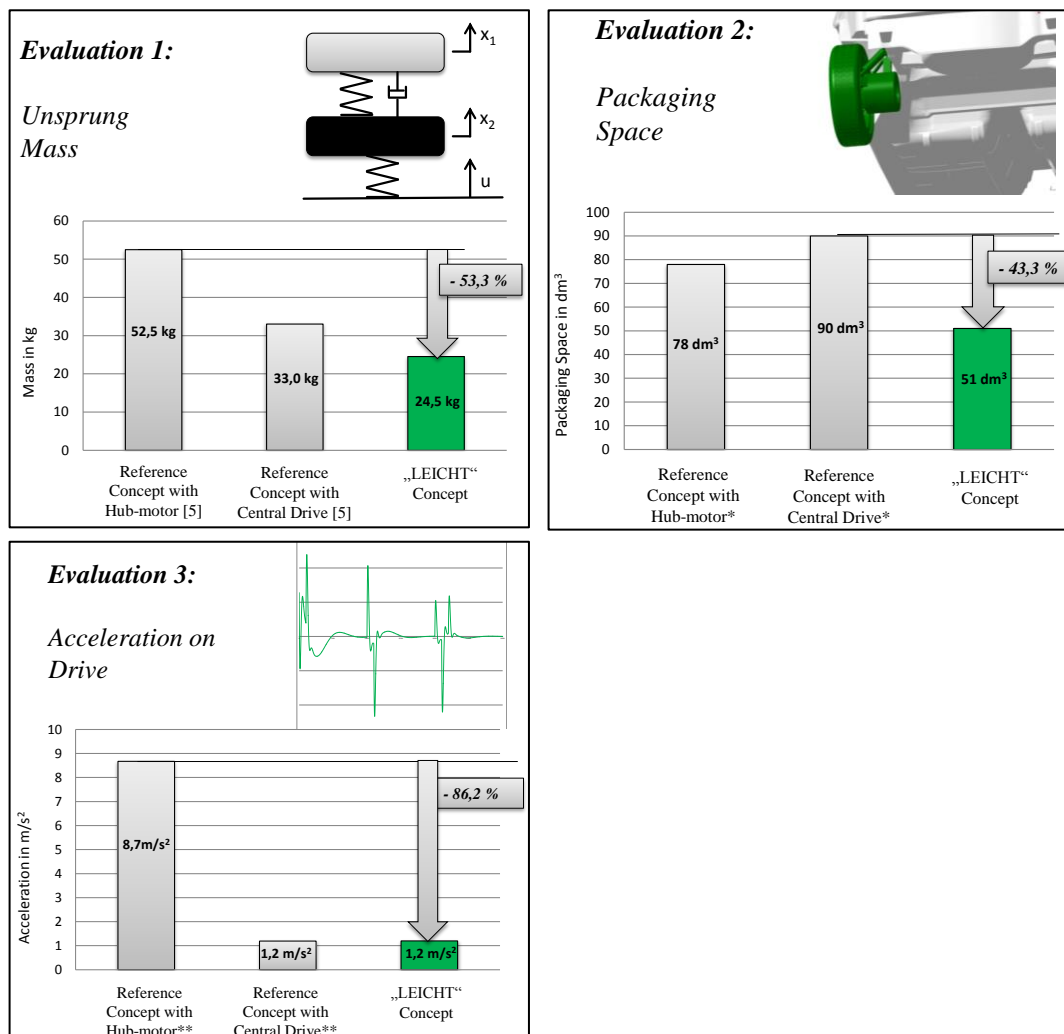 Evaluation 1:
Unsprung
Mass
x1
x2
u
60
50
40
30
20
10
0
Mass in kg
52,5 kg
33,0 kg
24,5 kg
- 53,3 %
Reference
Concept with
Hub-motor [5]
Reference
Concept with
Central Drive [5]
„LEICHT“
Concept
Evaluation 2:
Packaging
Space
100
90
80
70
60
50
40
30
20
10
0
Packaging Space in dm³
78 dm³
90 dm³
51 dm³
- 43,3 %
Reference
Concept with
Hub-motor*
Reference
Concept with
Central Drive*
„LEICHT“
Concept
Evaluation 3:
Acceleration on
Drive
10
9
8
7
6
5
4
3
2
1
0
Acceleration in m/s²
8,7m/s²
1,2 m/s²
1,2 m/s²
- 86,2 %
Reference
Concept with
Hub-motor**
Reference
Concept with
Central Drive**
„LEICHT“
Concept